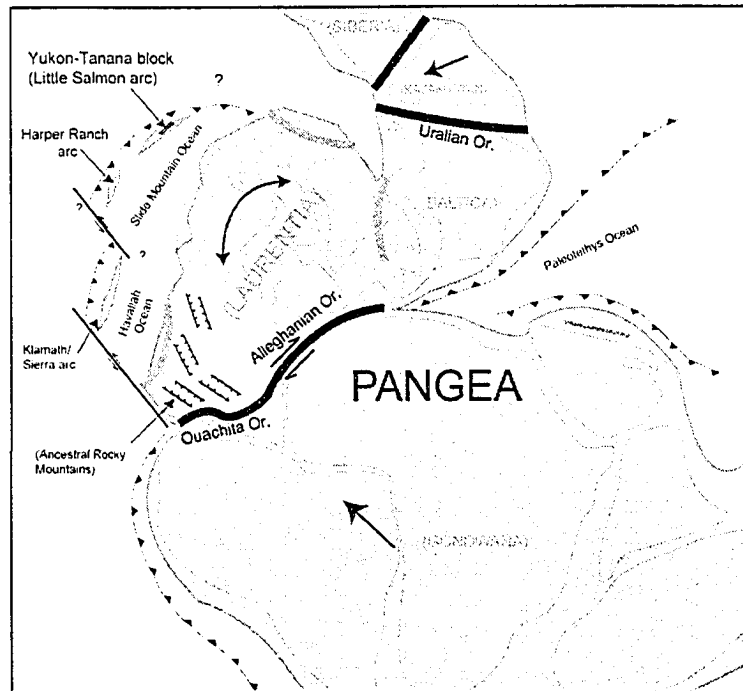 (SIBERIA)
Yukon-Tanana block
(Little Salmon arc)
?
Harper Ranch
arc
Slide Mountain Ocean
Uralian Or.
(BALTICA)
(LAURENTIA)
?
?
Paleotethys Ocean
Havallah
Ocean
Alleghanian Or.
Klamath/
Sierra arc
PANGEA
Ouachita Or.
(Ancestral Rocky
Mountains)
(GONDWANA)